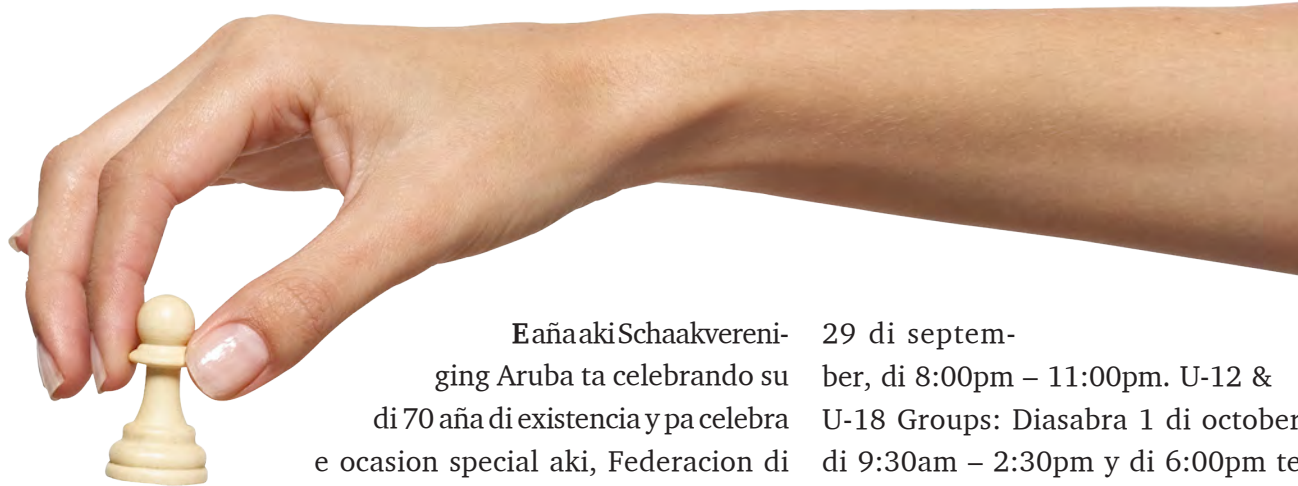 E aña aki Schaakvereni-
ging Aruba ta celebrando su
di 70 aña di existencia y pa celebra
e ocasion special aki, Federacion di
29 di septem-
ber, di 8:00pm – 11:00pm. U-12 &
U-18 Groups: Diasabra 1 di october
di 9:30am – 2:30pm y di 6:00pm te